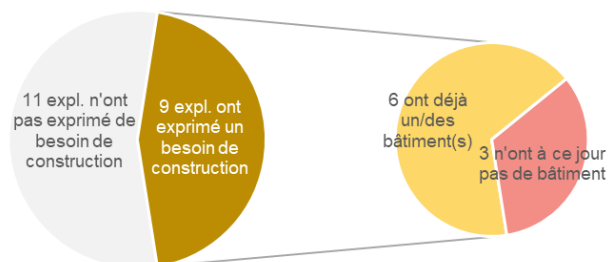 11 expl. n'ont
pas exprimé de
besoin de
construction
9 expl. ont
exprimé un
besoin de
construction
6 ont déjà
un/des
bâtiment(s)
3 n'ont à ce jour
pas de bâtiment